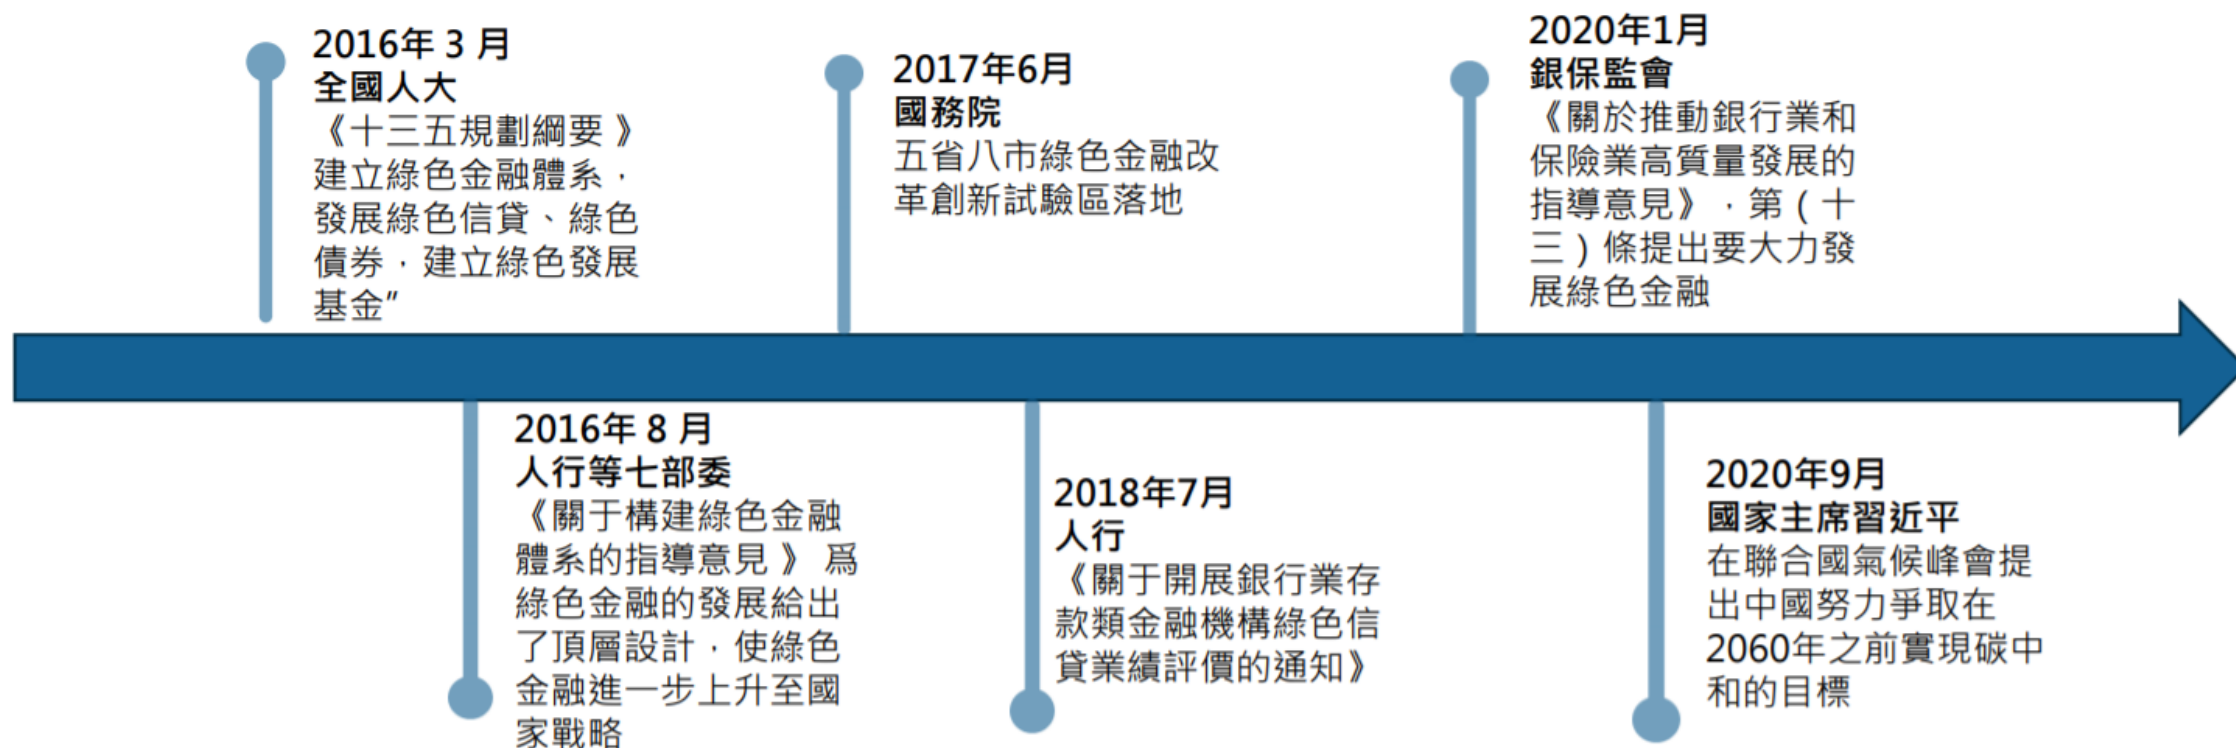 2016年 3 月
全國人大
《十三五規劃綱要 》
建立綠色金融體系，
發展綠色信貸、綠色
債券，建立綠色發展
基金”
2016年 8 月
人行等七部委
《關于構建綠色金融
體系的指導意見 》 爲
綠色金融的發展給出
了頂層設計，使綠色
金融進一步上升至國
家戰略
2017年6月
國務院
五省八市綠色金融改
革創新試驗區落地
2018年7月
人行
《關于開展銀行業存
款類金融機構綠色信
貸業績評價的通知》
2020年1月
銀保監會
《關於推動銀行業和
保險業高質量發展的
指導意見》，第（十
三）條提出要大力發
展綠色金融
2020年9月
國家主席習近平
在聯合國氣候峰會提
出中國努力爭取在
2060年之前實現碳中
和的目標